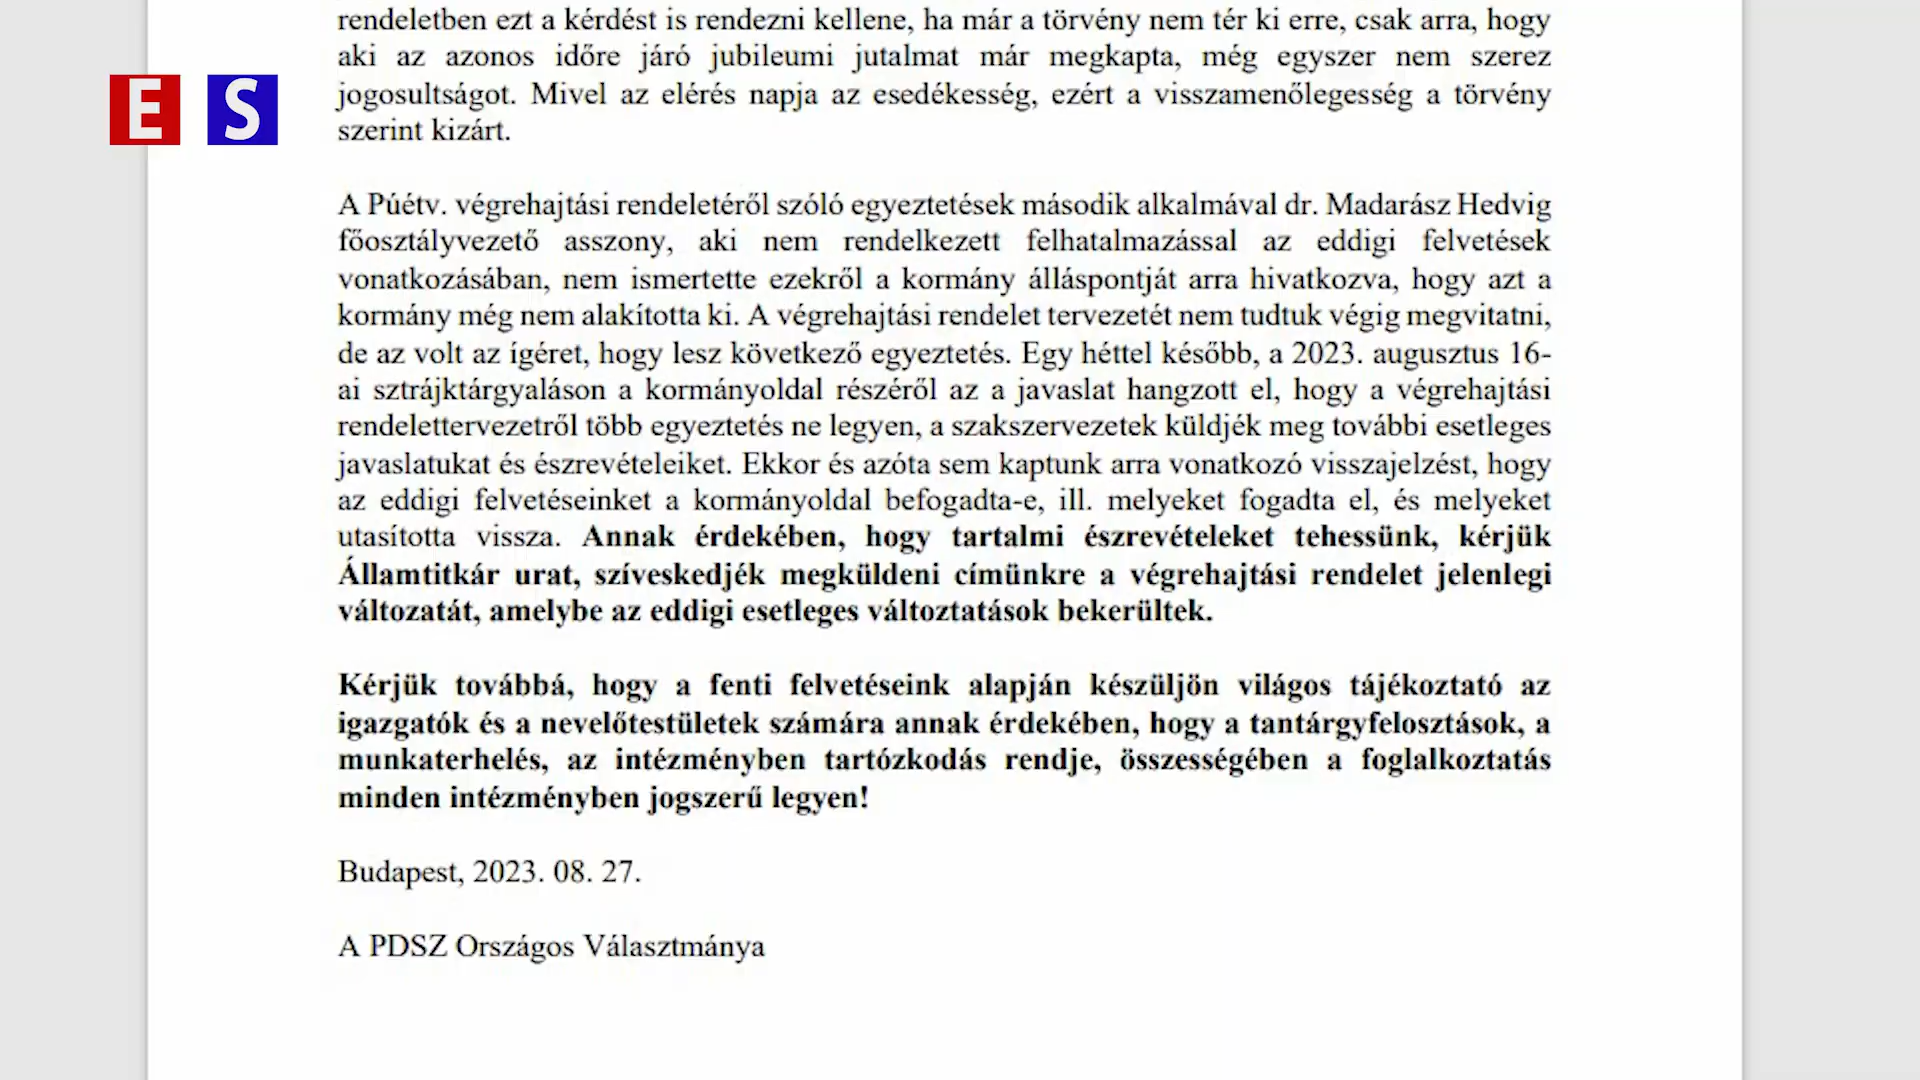 rendeletben ezt a kérdést is rendezni kellene, ha már a törvény nem tér ki erre, csak arra, hogy
aki az azonos időre járó jubileumi jutalmat már megkapta, még egyszer nem szerez
jogosultságot. Mivel az elérés napja az esedékesség, ezért a visszamenőlegesség a törvény
szerint kizárt.
E S
A Púétv. végrehajtási rendeletéről szóló egyeztetések második alkalmával dr. Madarász Hedvig
főosztályvezető asszony, aki nem rendelkezett felhatalmazással az eddigi felvetések
vonatkozásában, nem ismertette ezekről a kormány álláspontját arra hivatkozva, hogy azt a
kormány még nem alakította ki. A végrehajtási rendelet tervezetét nem tudtuk végig megvitatni,
de az volt az ígéret, hogy lesz következő egyeztetés. Egy héttel később, a 2023. augusztus 16-
ai sztrájktárgyaláson a kormányoldal részéről az a javaslat hangzott el, hogy a végrehajtási
rendelettervezetről több egyeztetés ne legyen, a szakszervezetek küldjék meg további esetleges
javaslatukat és észrevételeiket. Ekkor és azóta sem kaptunk arra vonatkozó visszajelzést, hogy
az eddigi felvetéseinket a kormányoldal befogadta-e, ill. melyeket fogadta el, és melyeket
utasította vissza. Annak érdekében, hogy tartalmi észrevételeket tehessünk, kérjük
Államtitkár urat, szíveskedjék megküldeni címünkre a végrehajtási rendelet jelenlegi
változatát, amelybe az eddigi esetleges változtatások bekerültek.
Kérjük továbbá, hogy a fenti felvetéseink alapján készüljön világos tájékoztató az
igazgatók és a nevelőtestületek számára annak érdekében, hogy a tantárgyfelosztások, a
munkaterhelés, az intézményben tartózkodás rendje, összességében a foglalkoztatás
minden intézményben jogszerű legyen!
Budapest, 2023. 08. 27.
A PDSZ Országos Választmánya